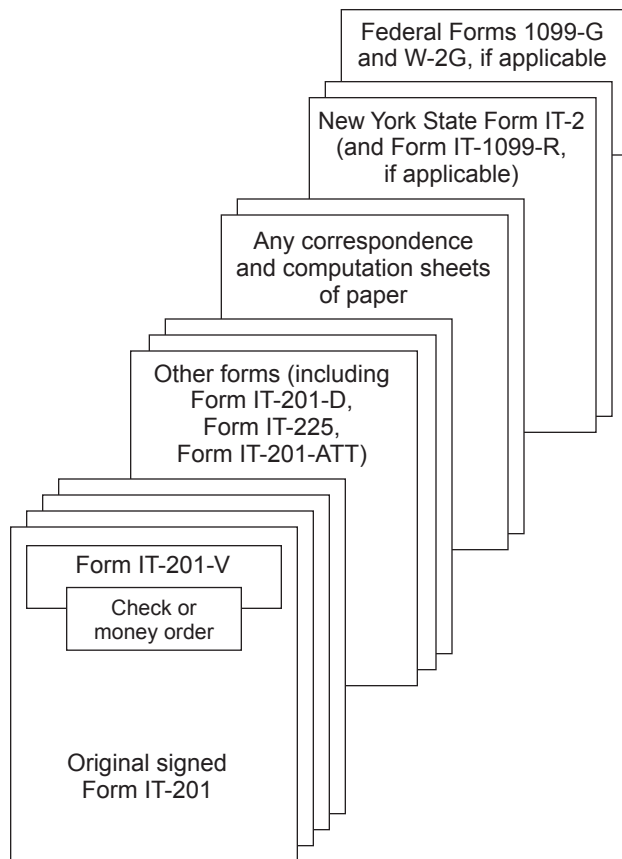 Federal Forms 1099-G
and W-2G, if applicable
New York State Form IT-2
(and Form IT-1099-R,
if applicable)
Any correspondence
and computation sheets
of paper
Other forms (including
Form IT-201-D,
Form IT-225,
Form IT-201-ATT)
Form IT-201-V
Check or
money order
Original signed
Form IT-201